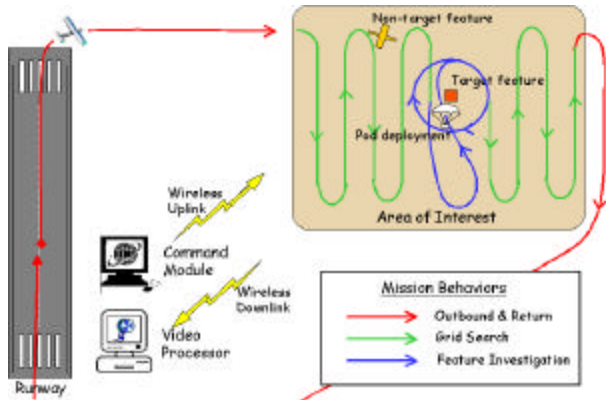 Non-target feature
Target feature
Pod deployment
Area of Interest
Wireless
Uplink
Command
Module
Wireless
Downlink
Video
Processor
Runway
Mission Behaviors
Outbound & Return
Grid Search
Feature Investigation